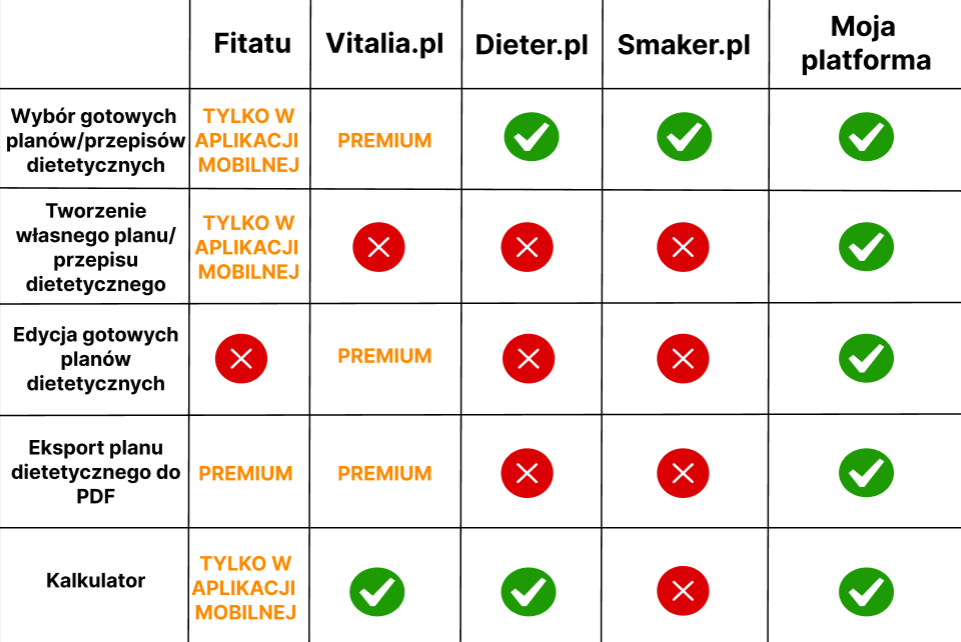 Fitatu Vitalia.pl Dieter.pl Smaker.pl Moja
platforma
Wybór gotowych
planów/przepisów
dietetycznych
TYLKO W
APLIKACJI
MOBILNEJ
PREMIUM
Tworzenie
własnego planu/
przepisu
dietetycznego
TYLKO W
APLIKACJI
MOBILNEJ
Edycja gotowych
planów
dietetycznych
PREMIUM
Eksport planu
dietetycznego do
PDF
PREMIUM
PREMIUM
Kalkulator
TYLKO W
APLIKACJI
MOBILNEJ